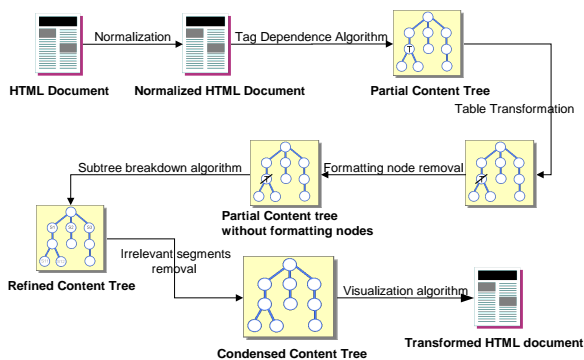 Normalization
Tag Dependence Algorithm
T
HTML Document
Normalized HTML Document
Partial Content Tree
Table Transformation
Subtree breakdown algorithm
Formatting node removal
T
T
Partial Content tree
without formatting nodes
S1
S2
Irrelevant segments
removal
Refined Content Tree
Visualization algorithm
Condensed Content Tree
Transformed HTML document